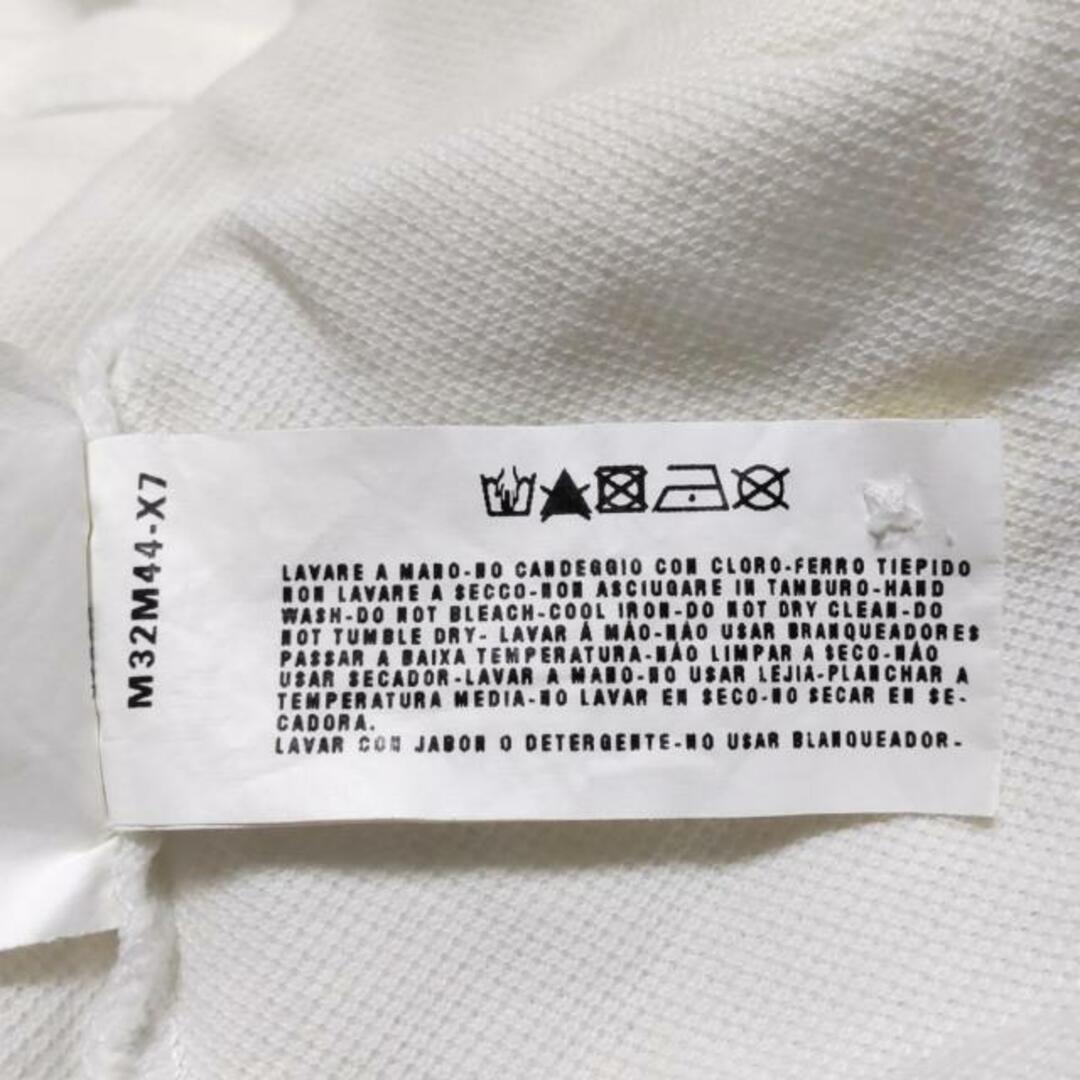 M32M44-X7
LAVARE A MANO-NO CANDEGGIO CON CLORO-FERRO TIEPIDO
NON LAVARE A SECCO-NON ASCIUGARE IN TAMBURO-HAND
WASH-DO NOT BLEACH-COOL IRON-DO NOT DRY CLEAN-DO
NOT TUMBLE DRY- LAVAR Á MÃO-NÃO USAR BRANQUEADORES
PASSAR A BAIXA TEMPERATURA-NÃO LIMPAR A SECO-NÃO
USAR SECADOR-LAVAR A MANO-NO USAR LEJIA-PLANCHAR A
TEMPERATURA MEDIA-NO LAVAR EN SECO-NO SECAR EN SE-
CADORA.
LAVAR CON JABON O DETERGENTE-NO USAR BLANQUEADOR-